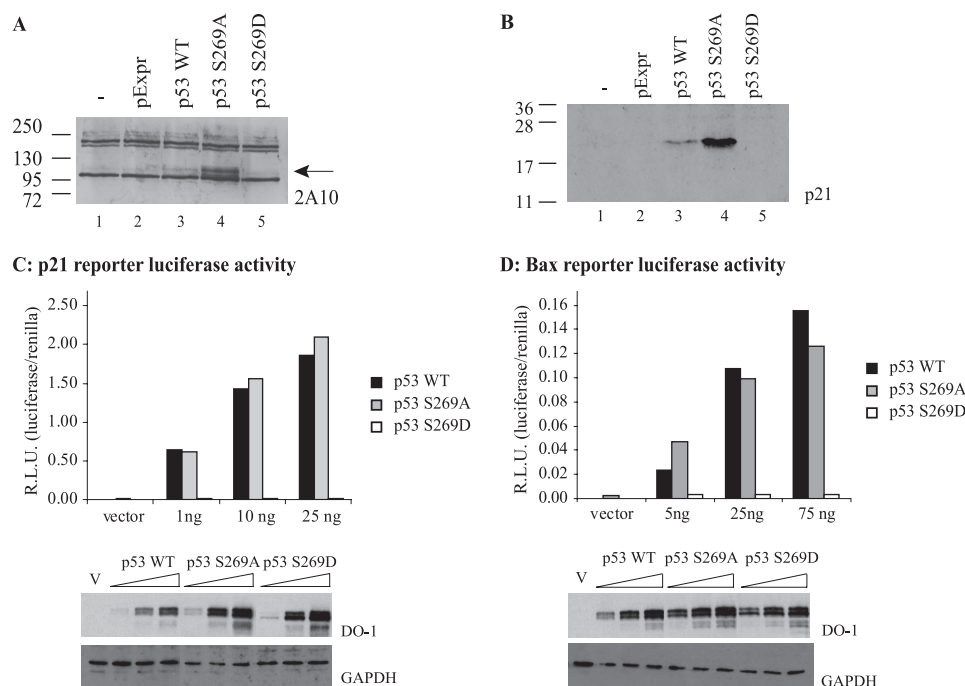 A
-
pExpr
p53 WT
p53 S269A
p53 S269D
250
130
95
72
2A10
1 2 3 4 5
B
-
pExpr
p53 WT
p53 S269A
p53 S269D
36
28
17
11
p21
1 2 3 4 5
C: p21 reporter luciferase activity
R.L.U. (luciferase/renilla)
2.50
2.00
1.50
1.00
0.50
0.00
vector 1ng 10 ng 25 ng
p53 WT
p53 S269A
p53 S269D
V p53 WT p53 S269A p53 S269D
DO-1
GAPDH
D: Bax reporter luciferase activity
R.L.U. (luciferase/renilla)
0.16
0.14
0.12
0.10
0.08
0.06
0.04
0.02
0.00
vector 5ng 25ng 75 ng
p53 WT
p53 S269A
p53 S269D
V p53 WT p53 S269A p53 S269D
DO-1
GAPDH